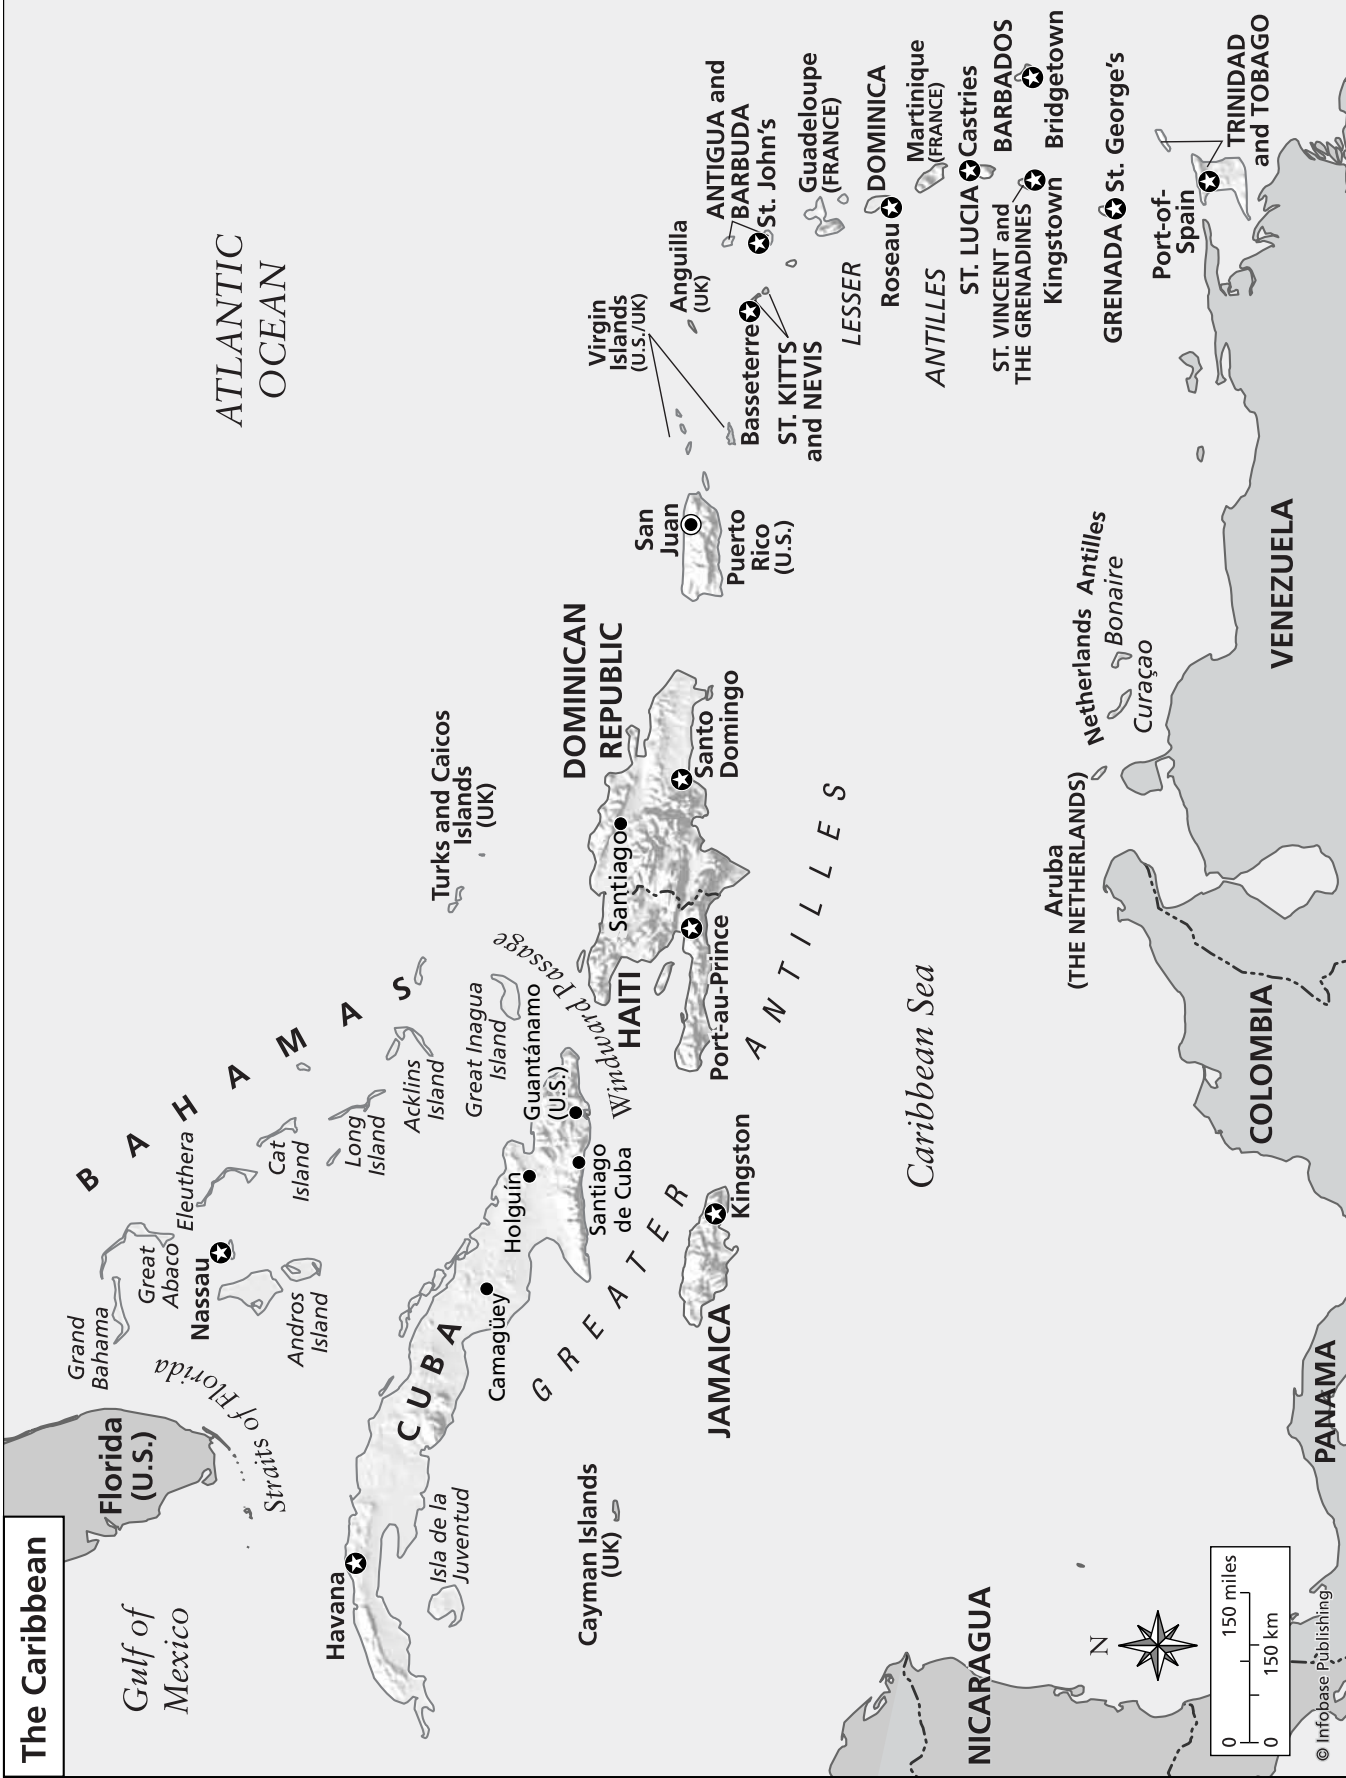 The Caribbean
Gulf of
Mexico
Florida
(U.S.)
Straits of Florida
ATLANTIC
OCEAN
BAHAMAS
Grand
Bahama
Great
Abaco
Eleuthera
Nassau
Andros
Island
Cat
Island
Long
Island
Acklins
Island
Great Inagua
Island
Turks and Caicos
Islands
(UK)
Havana
CUBA
Isla de la
Juventud
Camagüey
Holguín
Guantánamo
(U.S.)
Santiago
de Cuba
Windward Passage
Cayman Islands
(UK)
GREATER
ANTILLES
JAMAICA
Kingston
HAITI
Port-au-Prince
DOMINICAN
REPUBLIC
Santiago
Santo
Domingo
San
Juan
Puerto
Rico
(U.S.)
Virgin
Islands
(U.S./UK)
Anguilla
(UK)
ANTIGUA and
BARBUDA
St. John's
Basseterre
ST. KITTS
and NEVIS
Guadeloupe
(FRANCE)
LESSER
ANTILLES
DOMINICA
Roseau
Martinique
(FRANCE)
Castries
ST. LUCIA
BARBADOS
Bridgetown
ST. VINCENT and
THE GRENADINES
Kingstown
GRENADA
St. George's
Port-of-
Spain
TRINIDAD
and TOBAGO
Caribbean Sea
Aruba
(THE NETHERLANDS)
Netherlands Antilles
Bonaire
Curaçao
VENEZUELA
COLOMBIA
PANAMA
NICARAGUA
N
0 150 miles
0 150 km
© Infobase Publishing